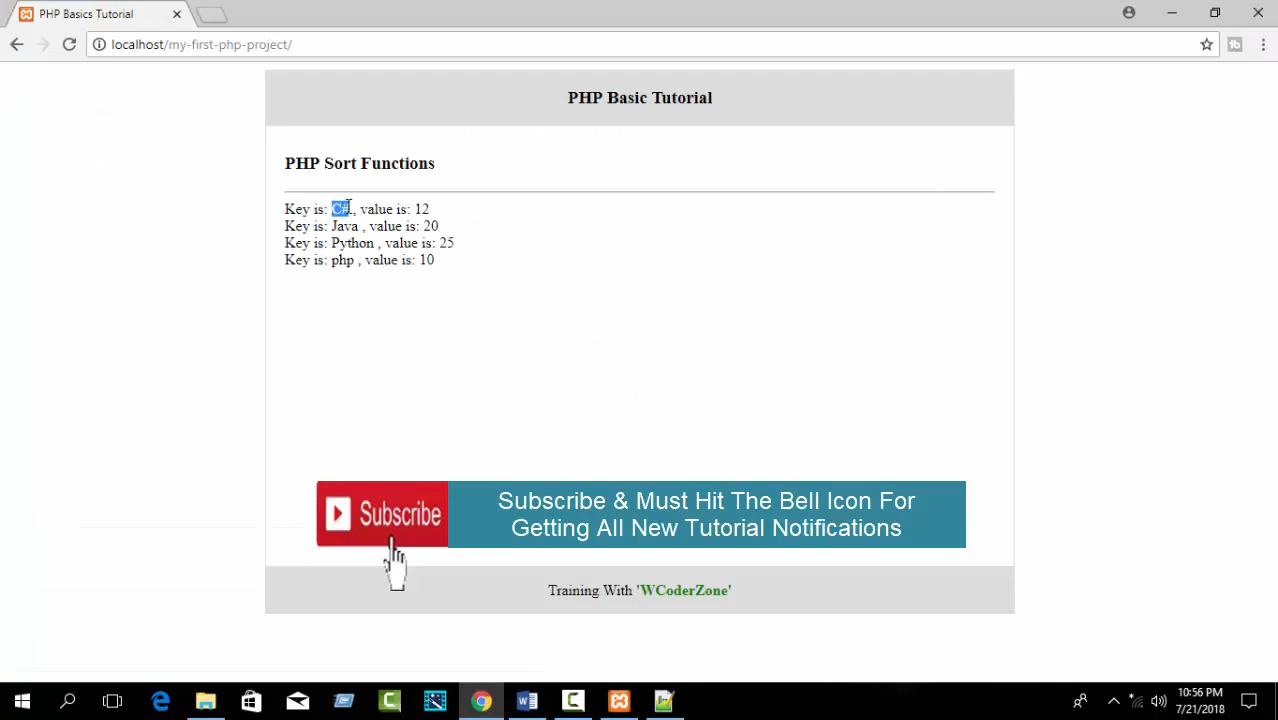 PHP Basics Tutorial
localhost/my-first-php-project/
PHP Basic Tutorial
PHP Sort Functions
Key is: C# , value is: 12
Key is: Java , value is: 20
Key is: Python , value is: 25
Key is: php , value is: 10
Subscribe
Subscribe & Must Hit The Bell Icon For
Getting All New Tutorial Notifications
Training With 'WCoderZone'
10:56 PM
7/21/2018